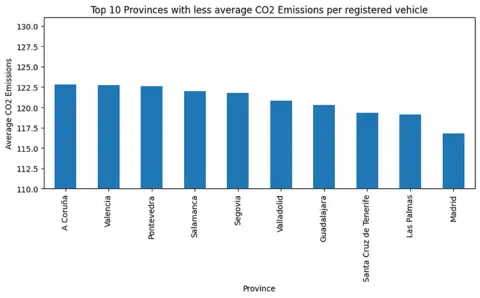 Top 10 Provinces with less average CO2 Emissions per registered vehicle
Average CO2 Emissions
130.0
127.5
125.0
122.5
120.0
117.5
115.0
112.5
110.0
A Coruña
Valencia
Pontevedra
Salamanca
Segovia
Valladolid
Guadalajara
Santa Cruz de Tenerife
Las Palmas
Madrid
Province